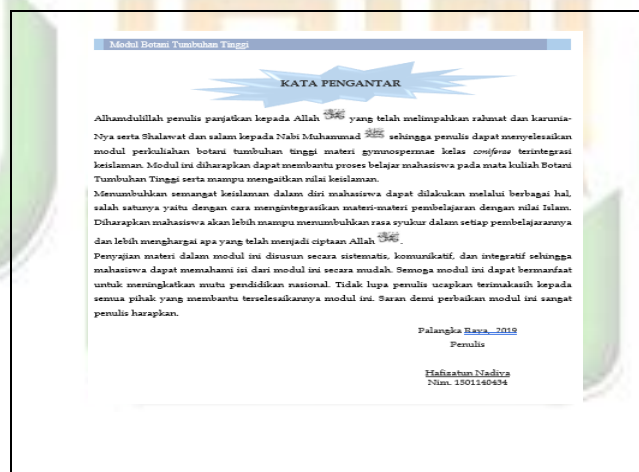 Modul Botani Tumbuhan Tinggi
KATA PENGANTAR
Alhamdulillah penulis panjatkan kepada Allah yang telah melimpahkan rahmat dan karunia-
Nya serta Shalawat dan salam kepada Nabi Muhammad ﷺ sehingga penulis dapat menyelesaikan
modul perkuliahan botani tumbuhan tinggi materi gymnospermae kelas coniferae terintegrasi
keislaman. Modul ini diharapkan dapat membantu proses belajar mahasiswa pada mata kuliah Botani
Tumbuhan Tinggi serta mampu mengaitkan nilai keislaman.
Menumbuhkan semangat keislaman dalam diri mahasiswa dapat dilakukan melalui berbagai hal,
salah satunya yaitu dengan cara mengintegrasikan materi-materi pembelajaran dengan nilai Islam.
Diharapkan mahasiswa akan lebih mampu menumbuhkan rasa syukur dalam setiap pembelajarannya
dan lebih menghargai apa yang telah menjadi ciptaan Allah .
Penyajian materi dalam modul ini disusun secara sistematis, komunikatif, dan integratif sehingga
mahasiswa dapat memahami isi dari modul ini secara mudah. Semoga modul ini dapat bermanfaat
untuk meningkatkan mutu pendidikan nasional. Tidak lupa penulis ucapkan terimakasih kepada
semua pihak yang membantu terselesaikannya modul ini. Saran demi perbaikan modul ini sangat
penulis harapkan.
Palangka Raya, 2019
Penulis
Hafizatun Nadiya
Nim. 1501140434